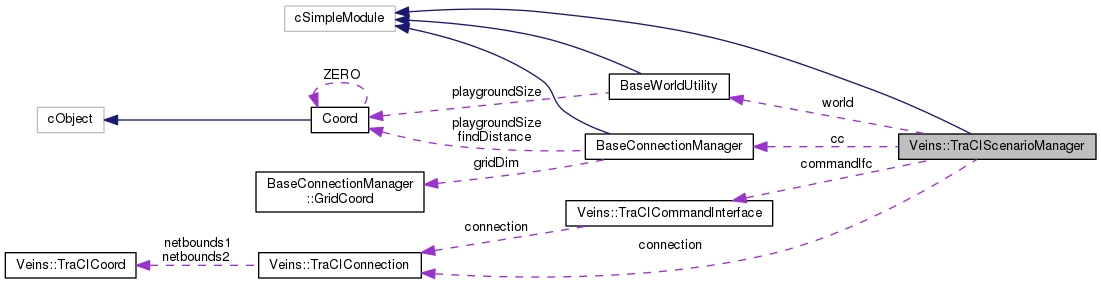 cSimpleModule
ZERO
BaseWorldUtility
playgroundSize
world
cObject
Coord
playgroundSize
findDistance
cc
BaseConnectionManager
Veins::TraCIScenarioManager
gridDim
commandIfc
BaseConnectionManager
::GridCoord
Veins::TraCICommandInterface
connection
connection
netbounds1
netbounds2
Veins::TraCICoord
Veins::TraCIConnection